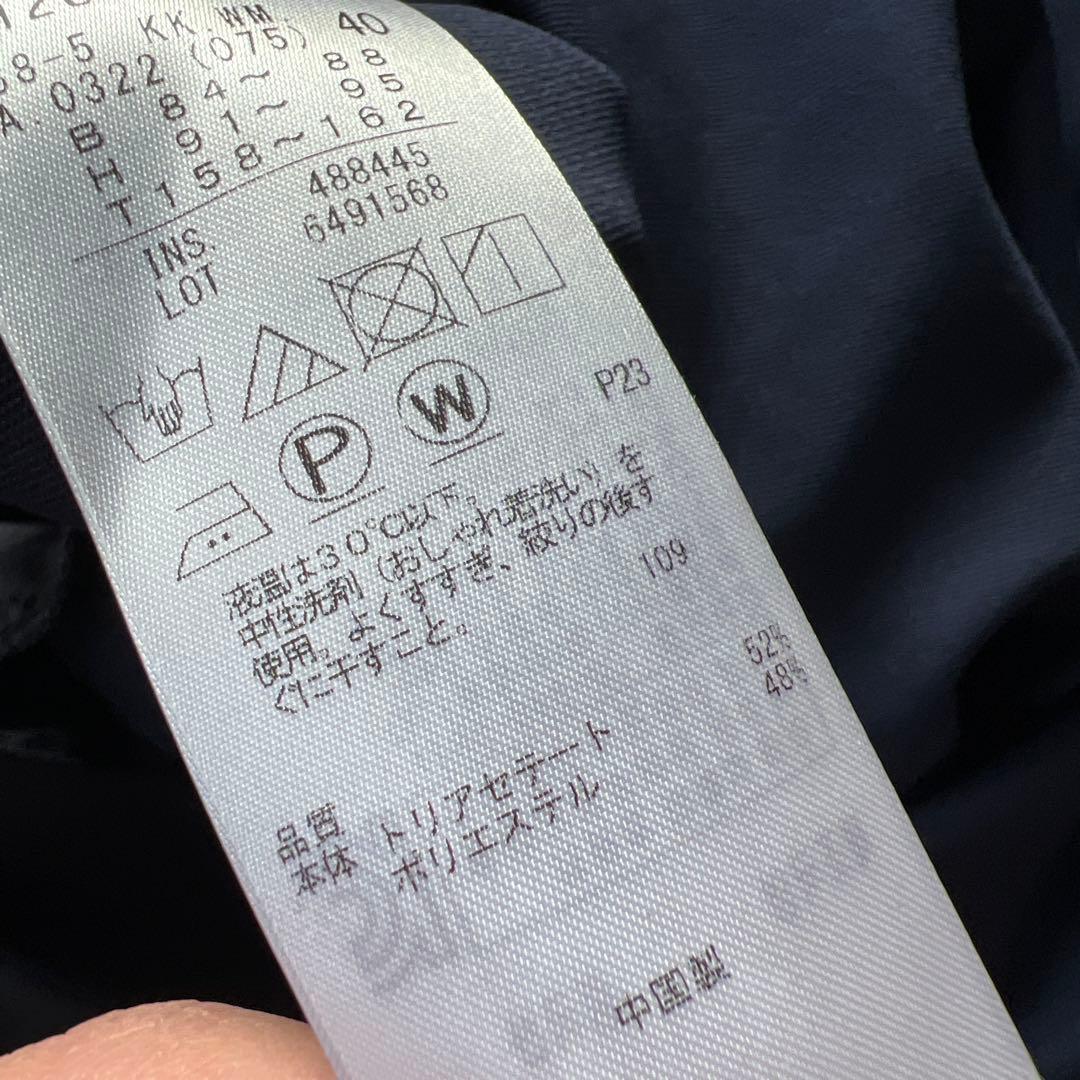 KK.WM. 40
A.0322 (075)
B 84～88
H 91～95
T 158～162
INS. 488445
LOT 6491568
P
W
P23
液温は30℃以下。
中性洗剤（おしゃれ着洗い）を
使用。よくすすぎ、絞りの後す
ぐに干すこと。
109
品質
本体 トリアセテート 52%
ポリエステル 48%
中国製